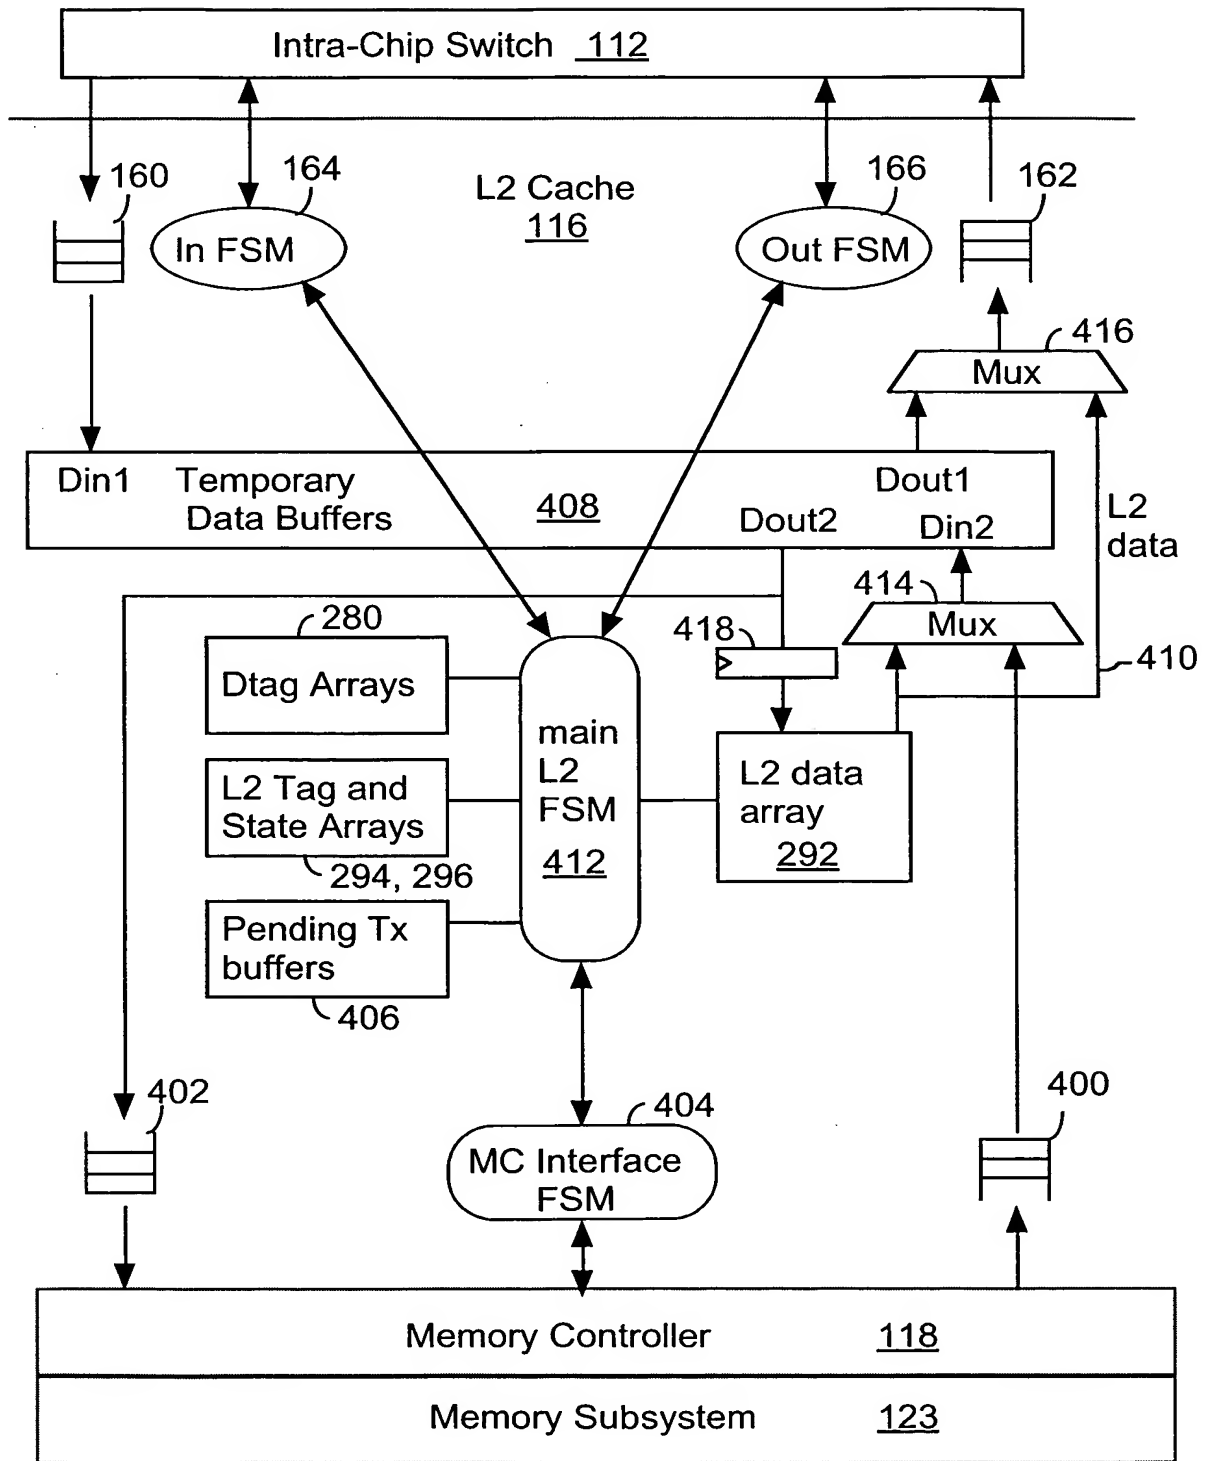 Intra-Chip Switch 112
160
164
L2 Cache
116
166
162
In FSM
Out FSM
416
Mux
Din1
Temporary
Data Buffers
408
Dout1
Dout2
Din2
L2
data
414
Mux
280
418
410
Dtag Arrays
main
L2
FSM
412
L2 Tag and
State Arrays
294, 296
L2 data
array
292
Pending Tx
buffers
406
402
404
400
MC Interface
FSM
Memory Controller 118
Memory Subsystem 123